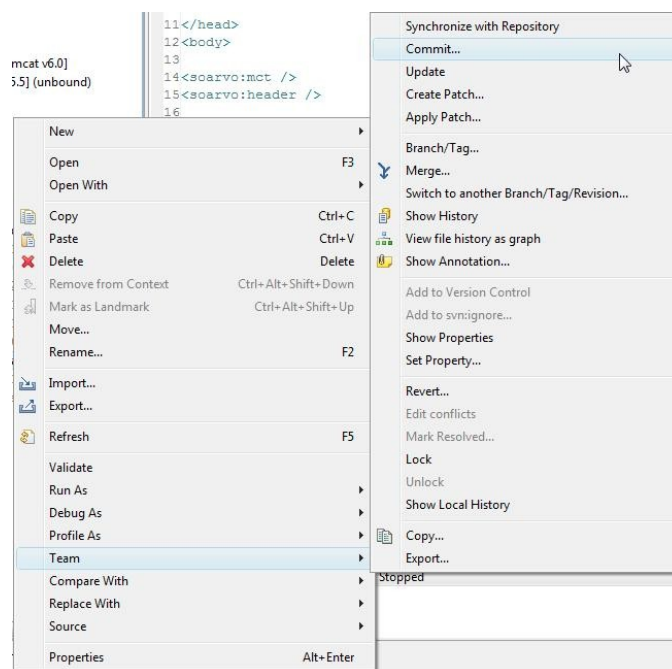 11</head>
12<body>
13
14<soarvo:mct />
15<soarvo:header />
16
mcat v6.0]
5.5] (unbound)
New
Open F3
Open With
Copy Ctrl+C
Paste Ctrl+V
Delete Delete
Remove from Context Ctrl+Alt+Shift+Down
Mark as Landmark Ctrl+Alt+Shift+Up
Move...
Rename... F2
Import...
Export...
Refresh F5
Validate
Run As
Debug As
Profile As
Team
Compare With
Replace With
Source
Properties Alt+Enter
Synchronize with Repository
Commit...
Update
Create Patch...
Apply Patch...
Branch/Tag...
Merge...
Switch to another Branch/Tag/Revision...
Show History
View file history as graph
Show Annotation...
Add to Version Control
Add to svn:ignore...
Show Properties
Set Property...
Revert...
Edit conflicts
Mark Resolved...
Lock
Unlock
Show Local History
Copy...
Export...
Stopped